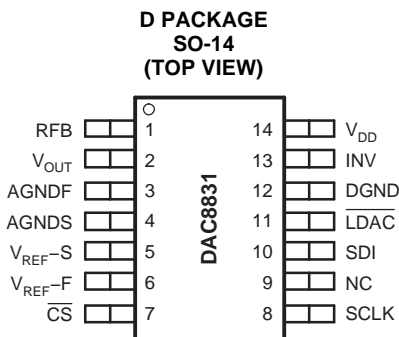 D PACKAGE
SO-14
(TOP VIEW)
RFB 1 14 VDD
VOUT 2 13 INV
AGNDF 3 12 DGND
AGNDS 4 11 LDAC
VREF–S 5 10 SDI
VREF–F 6 9 NC
CS 7 8 SCLK
DAC8831